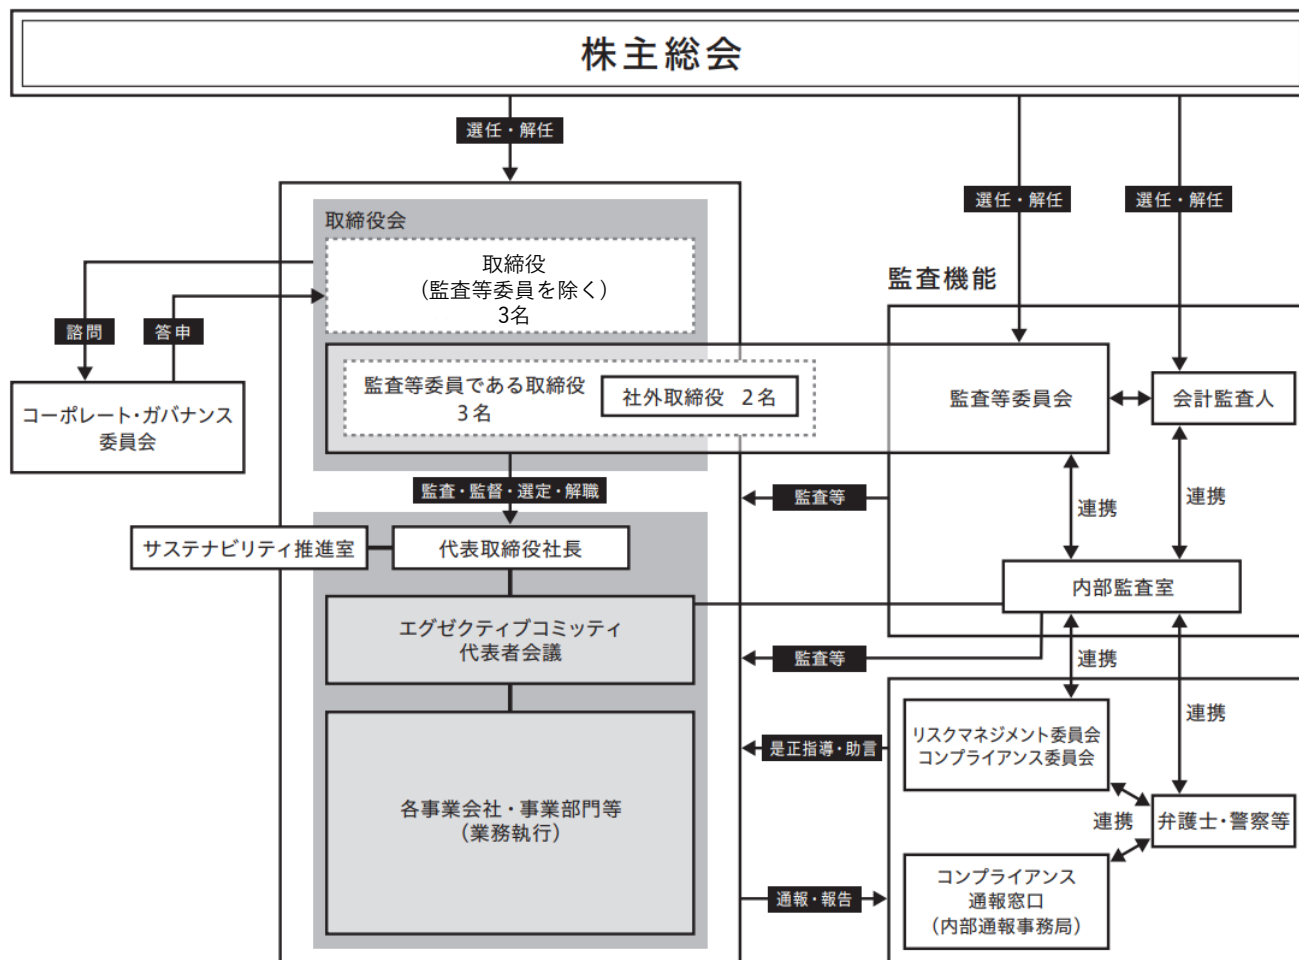 株主総会
選任・解任
選任・解任
選任・解任
取締役会
取締役
(監査等委員を除く)
3名
監査機能
諮問
答申
コーポレート・ガバナンス
委員会
監査等委員である取締役
3名
社外取締役 2名
監査等委員会
会計監査人
監査・監督・選定・解職
監査等
連携
連携
サステナビリティ推進室
代表取締役社長
内部監査室
エグゼクティブコミッティ
代表者会議
監査等
連携
連携
リスクマネジメント委員会
コンプライアンス委員会
是正指導・助言
各事業会社・事業部門等
(業務執行)
連携
弁護士・警察等
コンプライアンス
通報窓口
(内部通報事務局)
通報・報告